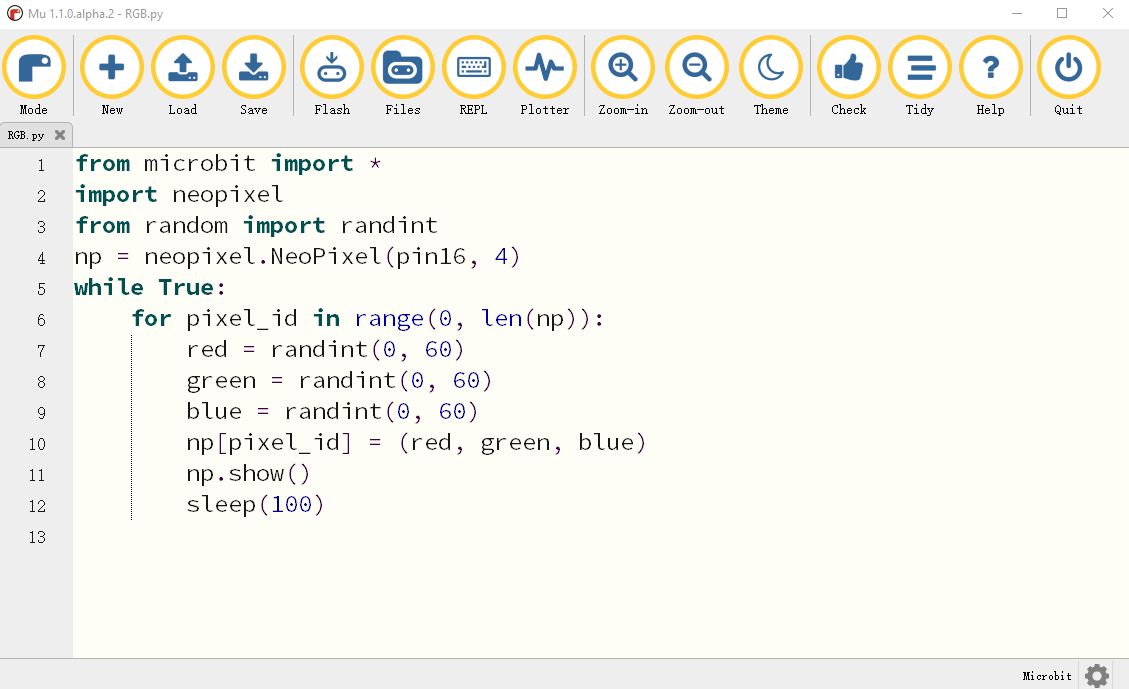 Mu 1.1.0.alpha.2 - RGB.py
Mode New Load Save Flash Files REPL Plotter Zoom-in Zoom-out Theme Check Tidy Help Quit
RGB.py
1 from microbit import *
2 import neopixel
3 from random import randint
4 np = neopixel.NeoPixel(pin16, 4)
5 while True:
6     for pixel_id in range(0, len(np)):
7         red = randint(0, 60)
8         green = randint(0, 60)
9         blue = randint(0, 60)
10         np[pixel_id] = (red, green, blue)
11         np.show()
12         sleep(100)
13
Microbit